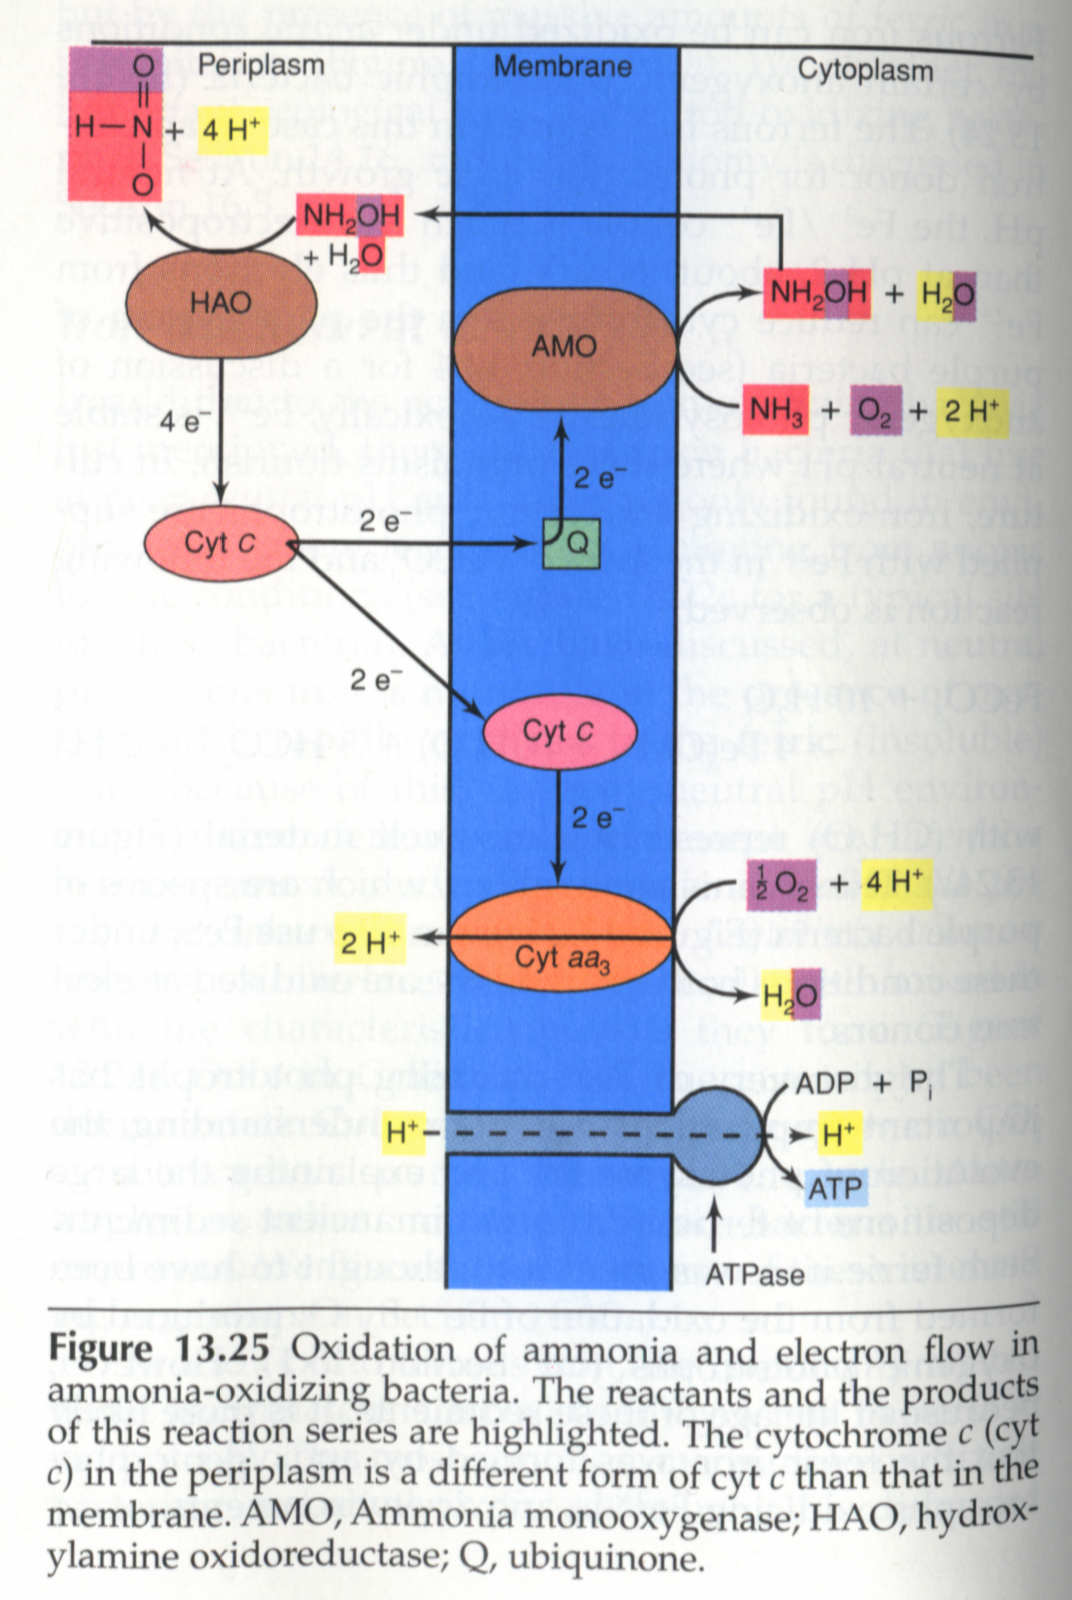 Periplasm
Membrane
Cytoplasm
O
H—N + 4 H⁺
O
NH₂OH
+ H₂O
HAO
AMO
NH₂OH + H₂O
NH₃ + O₂ + 2 H⁺
4 e⁻
2 e⁻
Cyt c
2 e⁻
Q
2 e⁻
Cyt c
2 e⁻
½ O₂ + 4 H⁺
2 H⁺
Cyt aa₃
H₂O
ADP + Pᵢ
H⁺
H⁺
ATP
ATPase
Figure 13.25 Oxidation of ammonia and electron flow in
ammonia-oxidizing bacteria. The reactants and the products
of this reaction series are highlighted. The cytochrome c (cyt
c) in the periplasm is a different form of cyt c than that in the
membrane. AMO, Ammonia monooxygenase; HAO, hydrox-
ylamine oxidoreductase; Q, ubiquinone.